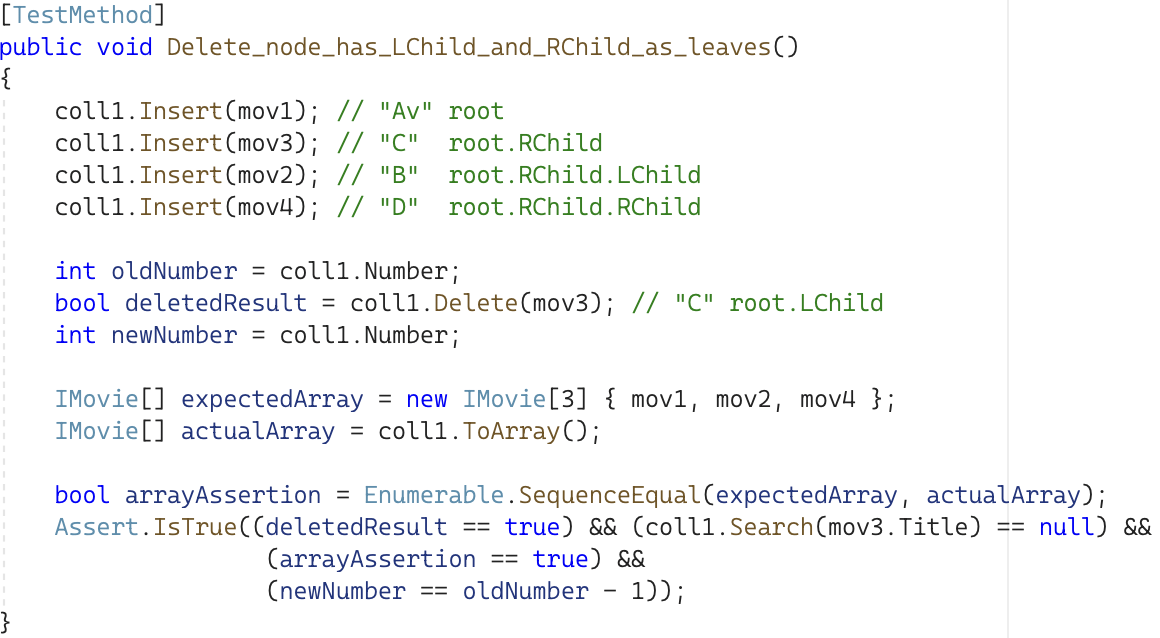 [TestMethod]
public void Delete_node_has_LChild_and_RChild_as_leaves()
{
    coll1.Insert(mov1); // "Av" root
    coll1.Insert(mov3); // "C"  root.RChild
    coll1.Insert(mov2); // "B"  root.RChild.LChild
    coll1.Insert(mov4); // "D"  root.RChild.RChild

    int oldNumber = coll1.Number;
    bool deletedResult = coll1.Delete(mov3); // "C" root.LChild
    int newNumber = coll1.Number;

    IMovie[] expectedArray = new IMovie[3] { mov1, mov2, mov4 };
    IMovie[] actualArray = coll1.ToArray();

    bool arrayAssertion = Enumerable.SequenceEqual(expectedArray, actualArray);
    Assert.IsTrue((deletedResult == true) && (coll1.Search(mov3.Title) == null) &&
                   (arrayAssertion == true) &&
                   (newNumber == oldNumber - 1));
}